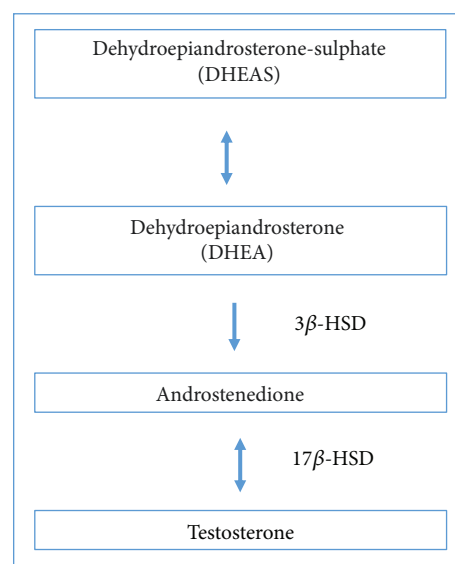 Dehydroepiandrosterone-sulphate
(DHEAS)
Dehydroepiandrosterone
(DHEA)
3β-HSD
Androstenedione
17β-HSD
Testosterone